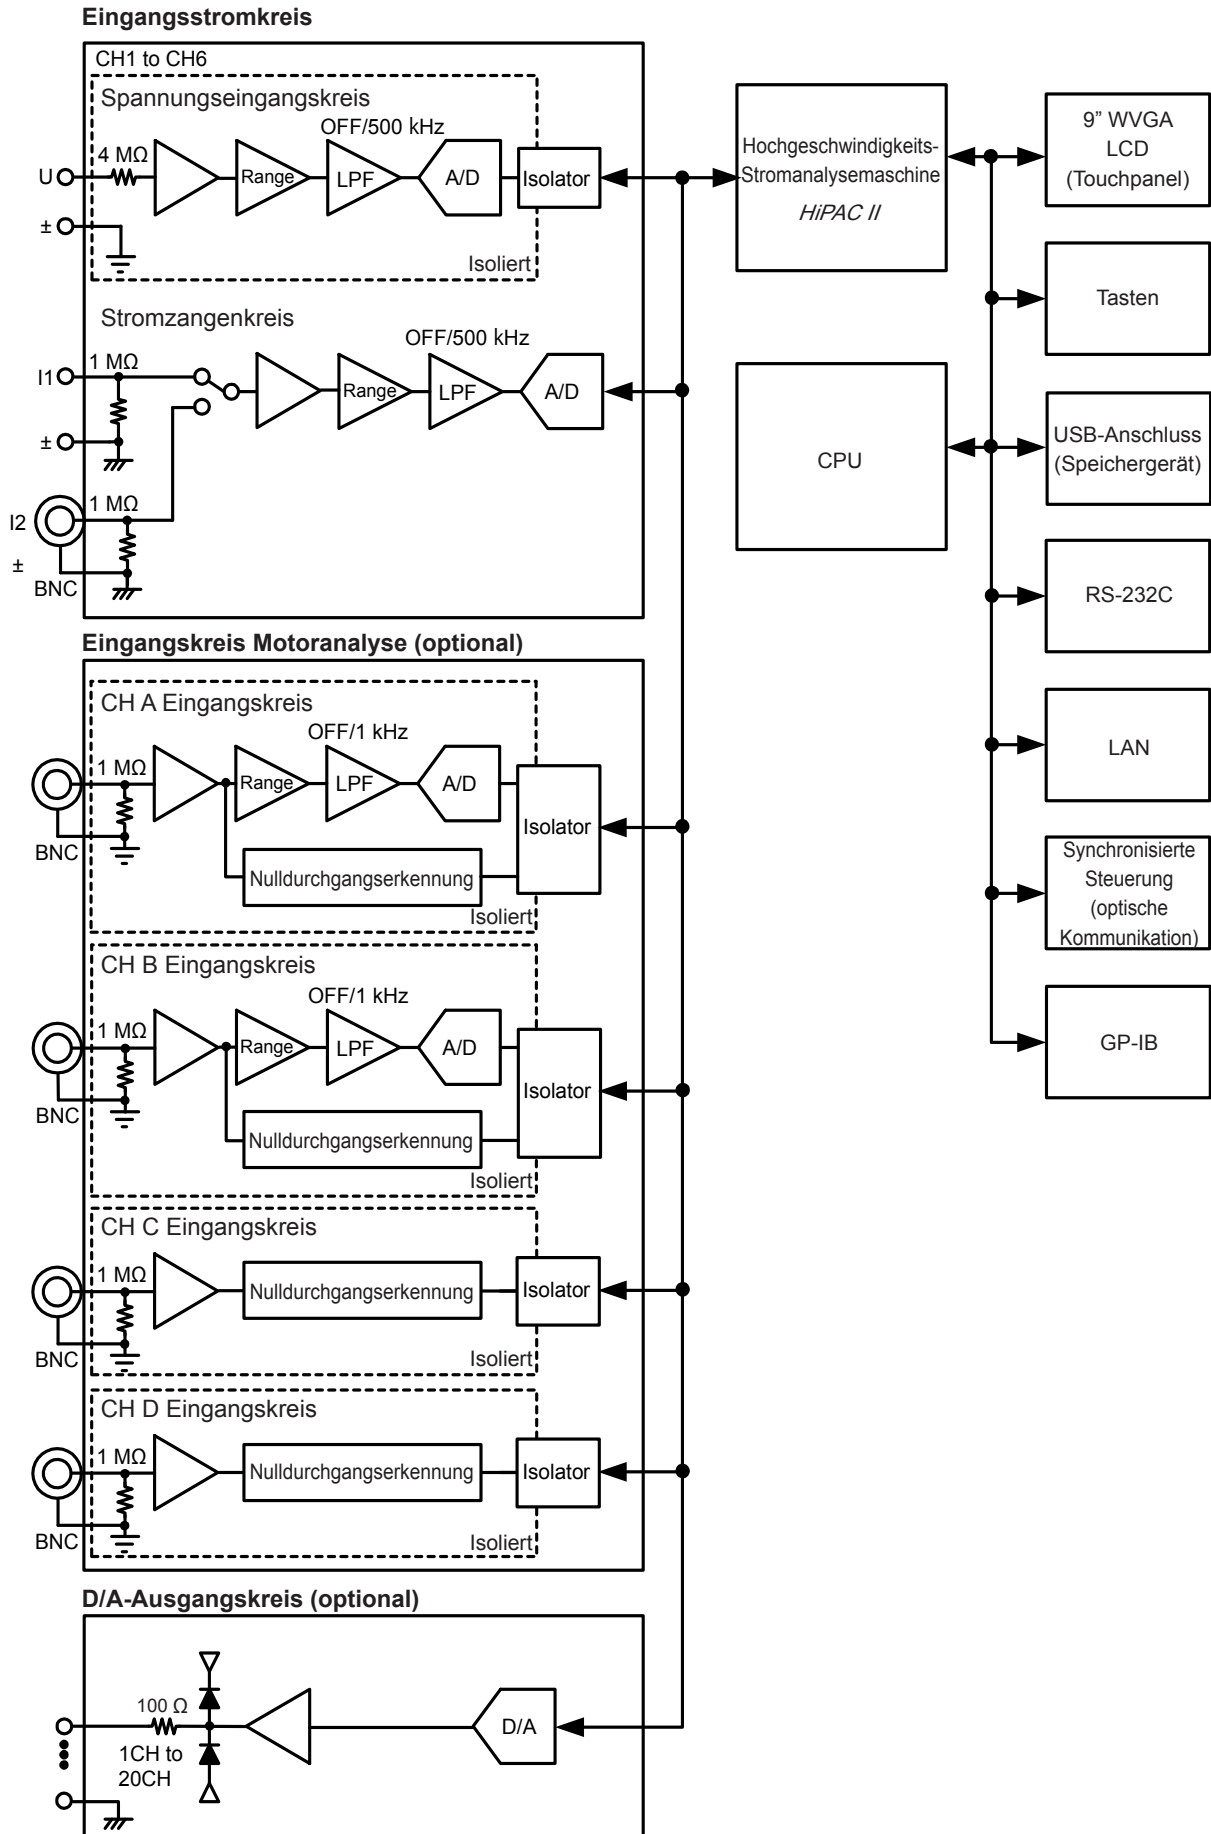 Eingangsstromkreis
CH1 to CH6
Spannungseingangskreis
OFF/500 kHz
4 MΩ
U
Range
LPF
A/D
Isolator
±
Isoliert
Stromzangenkreis
OFF/500 kHz
1 MΩ
I1
Range
LPF
A/D
±
1 MΩ
I2
±
BNC
Eingangskreis Motoranalyse (optional)
CH A Eingangskreis
OFF/1 kHz
1 MΩ
Range
LPF
A/D
Isolator
BNC
Nulldurchgangserkennung
Isoliert
CH B Eingangskreis
OFF/1 kHz
1 MΩ
Range
LPF
A/D
Isolator
BNC
Nulldurchgangserkennung
Isoliert
CH C Eingangskreis
1 MΩ
Nulldurchgangserkennung
Isolator
BNC
Isoliert
CH D Eingangskreis
1 MΩ
Nulldurchgangserkennung
Isolator
BNC
Isoliert
D/A-Ausgangskreis (optional)
100 Ω
D/A
1CH to
20CH
Hochgeschwindigkeits-
Stromanalysemaschine
HiPAC II
CPU
9” WVGA
LCD
(Touchpanel)
Tasten
USB-Anschluss
(Speichergerät)
RS-232C
LAN
Synchronisierte
Steuerung
(optische
Kommunikation)
GP-IB